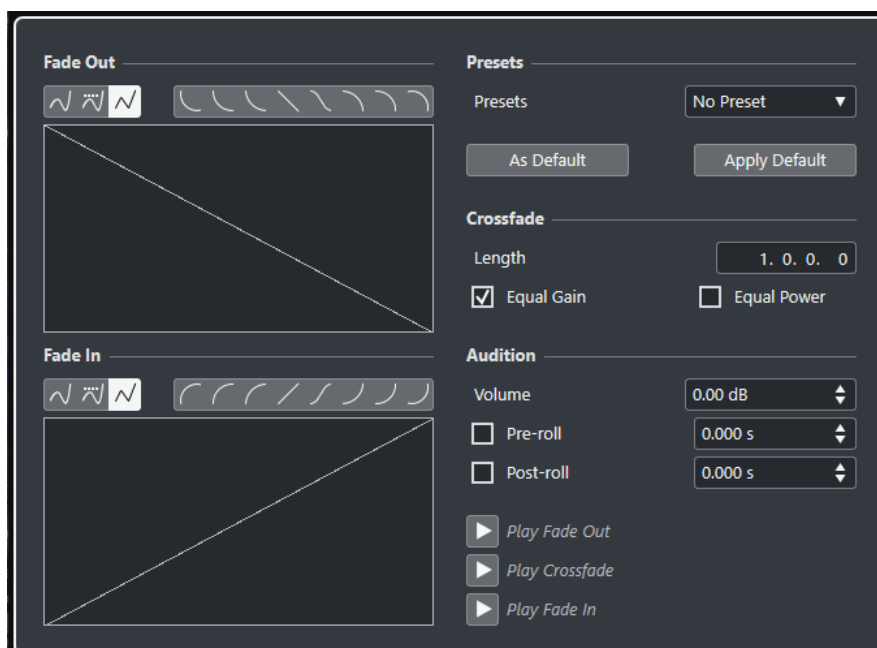 Fade Out
Fade In
Presets
Presets
No Preset
As Default
Apply Default
Crossfade
Length
1. 0. 0. 0
Equal Gain
Equal Power
Audition
Volume
0.00 dB
Pre-roll
0.000 s
Post-roll
0.000 s
Play Fade Out
Play Crossfade
Play Fade In